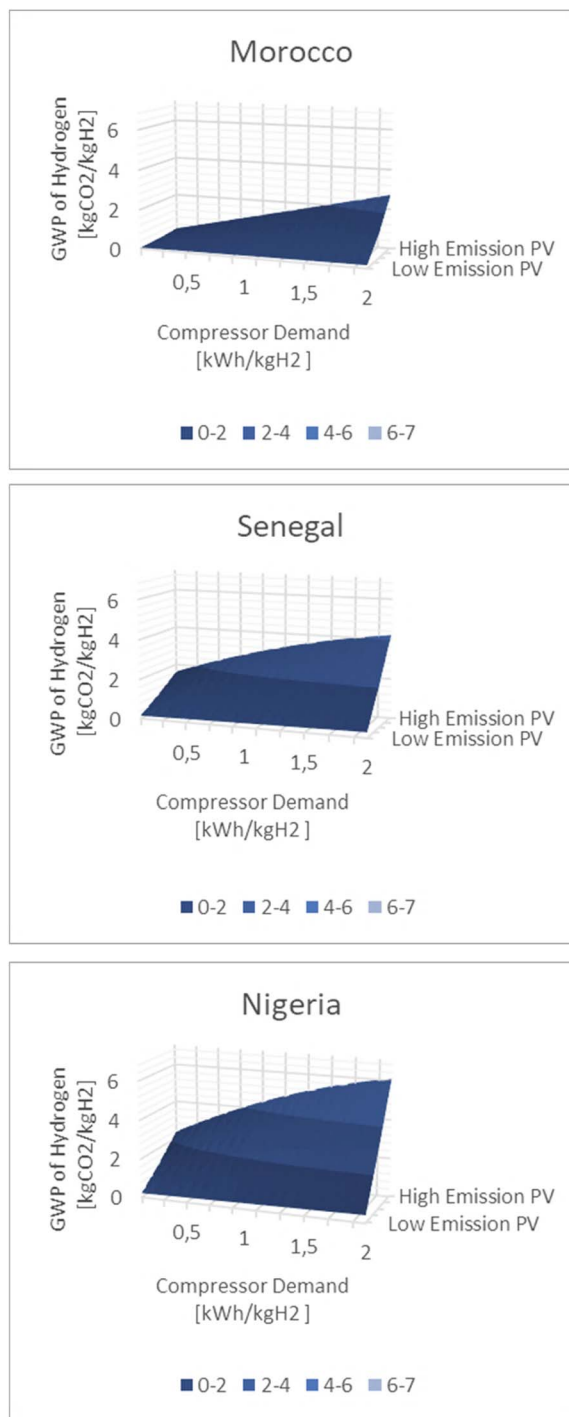 Morocco
GWP of Hydrogen
[kgCO2/kgH2]
6
4
2
0
High Emission PV
Low Emission PV
0,5
1
1,5
2
Compressor Demand
[kWh/kgH2 ]
0-2 2-4 4-6 6-7
Senegal
GWP of Hydrogen
[kgCO2/kgH2]
6
4
2
0
High Emission PV
Low Emission PV
0,5
1
1,5
2
Compressor Demand
[kWh/kgH2 ]
0-2 2-4 4-6 6-7
Nigeria
GWP of Hydrogen
[kgCO2/kgH2]
6
4
2
0
High Emission PV
Low Emission PV
0,5
1
1,5
2
Compressor Demand
[kWh/kgH2 ]
0-2 2-4 4-6 6-7